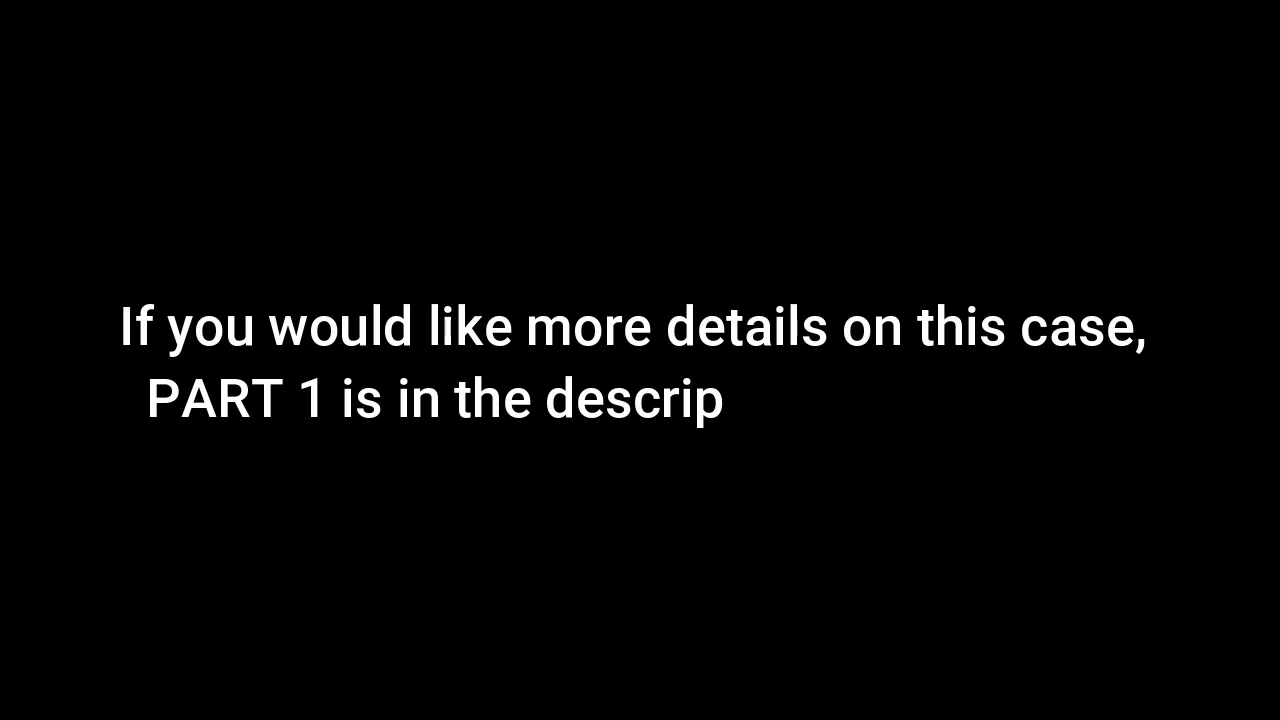 If you would like more details on this case,
PART 1 is in the descrip